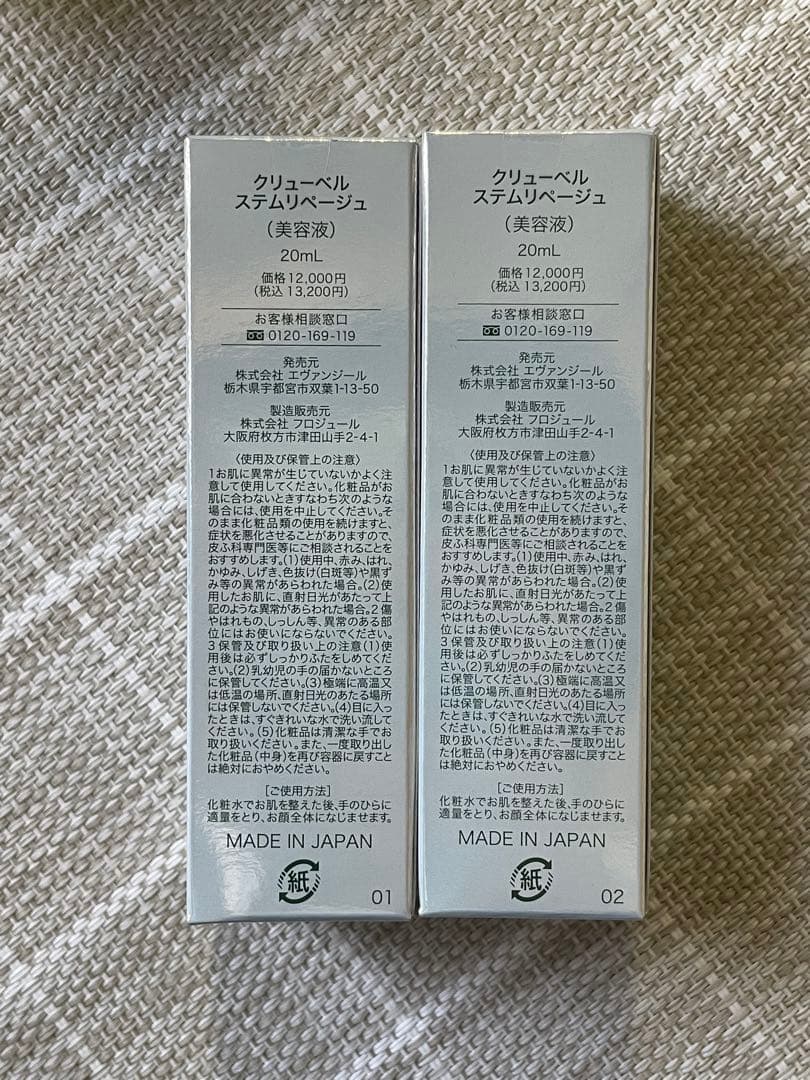 クリューベル
ステムリページュ
（美容液）
20mL
価格12,000円
（税込 13,200円）
お客様相談窓口
0120-169-119
発売元
株式会社 エヴァンジール
栃木県宇都宮市双葉1-13-50
製造販売元
株式会社 フロジュール
大阪府枚方市津田山手2-4-1
〈使用及び保管上の注意〉
1お肌に異常が生じていないかよく注
意して使用してください。化粧品がお
肌に合わないときすなわち次のような
場合には、使用を中止してください。そ
のまま化粧品類の使用を続けますと、
症状を悪化させることがありますので、
皮ふ科専門医等にご相談されることを
おすすめします。(1)使用中、赤み、はれ、
かゆみ、しげき、色抜け(白斑等)や黒ず
み等の異常があらわれた場合。(2)使
用したお肌に、直射日光があたって上
記のような異常があらわれた場合。2 傷
やはれもの、しっしん等、異常のある部
位にはお使いにならないでください。
3 保管及び取り扱い上の注意(1)使
用後は必ずしっかりふたをしめてくだ
さい。(2)乳幼児の手の届かないところ
に保管してください。(3)極端に高温又
は低温の場所、直射日光のあたる場所
には保管しないでください。(4)目に入っ
たときは、すぐきれいな水で洗い流して
ください。(5)化粧品は清潔な手でお
取り扱いください。また、一度取り出し
た化粧品(中身)を再び容器に戻すこと
は絶対におやめください。
［ご使用方法］
化粧水でお肌を整えた後、手のひらに
適量をとり、お顔全体になじませます。
MADE IN JAPAN
紙
01
クリューベル
ステムリページュ
（美容液）
20mL
価格12,000円
（税込 13,200円）
お客様相談窓口
0120-169-119
発売元
株式会社 エヴァンジール
栃木県宇都宮市双葉1-13-50
製造販売元
株式会社 フロジュール
大阪府枚方市津田山手2-4-1
〈使用及び保管上の注意〉
1お肌に異常が生じていないかよく注
意して使用してください。化粧品がお
肌に合わないときすなわち次のような
場合には、使用を中止してください。そ
のまま化粧品類の使用を続けますと、
症状を悪化させることがありますので、
皮ふ科専門医等にご相談されることを
おすすめします。(1)使用中、赤み、はれ、
かゆみ、しげき、色抜け(白斑等)や黒ず
み等の異常があらわれた場合。(2)使
用したお肌に、直射日光があたって上
記のような異常があらわれた場合。2 傷
やはれもの、しっしん等、異常のある部
位にはお使いにならないでください。
3 保管及び取り扱い上の注意(1)使
用後は必ずしっかりふたをしめてくだ
さい。(2)乳幼児の手の届かないところ
に保管してください。(3)極端に高温又
は低温の場所、直射日光のあたる場所
には保管しないでください。(4)目に入っ
たときは、すぐきれいな水で洗い流して
ください。(5)化粧品は清潔な手でお
取り扱いください。また、一度取り出し
た化粧品(中身)を再び容器に戻すこと
は絶対におやめください。
［ご使用方法］
化粧水でお肌を整えた後、手のひらに
適量をとり、お顔全体になじませます。
MADE IN JAPAN
紙
02